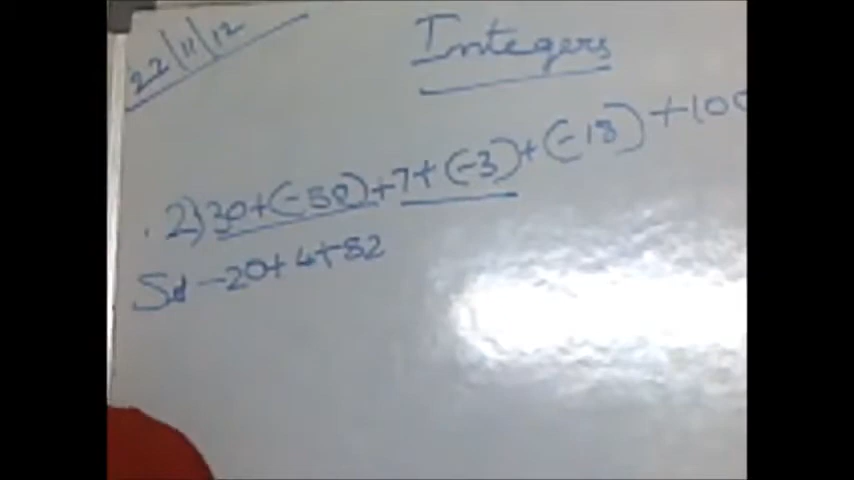 22/11/12
Integers
2) 30+(-50)+7+(-3)+(-18)+100
Sol -20+4+82